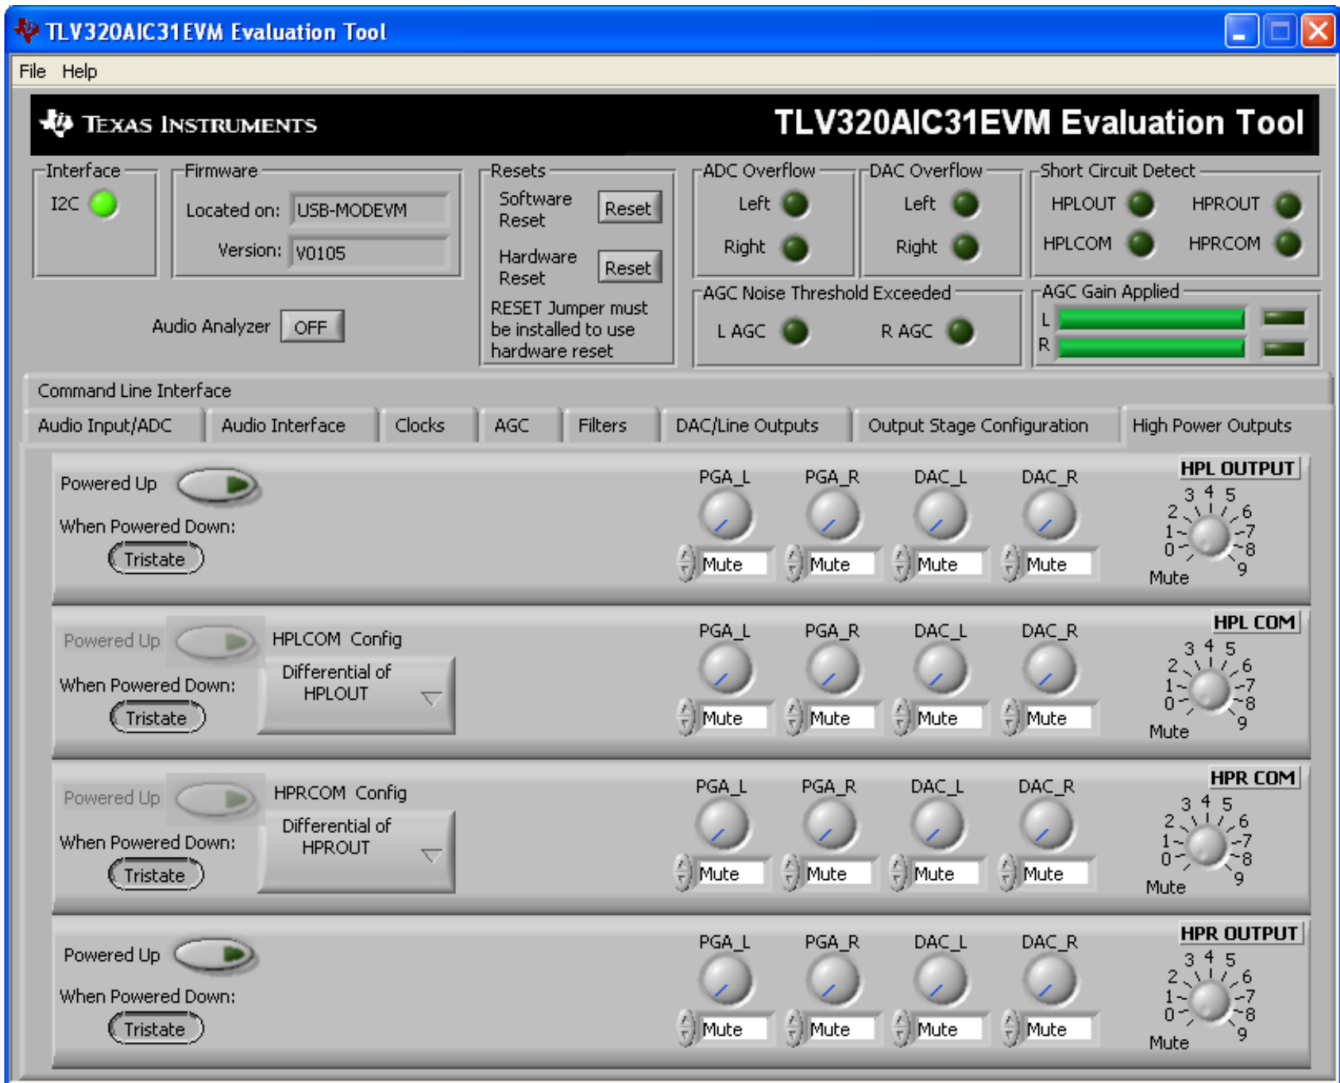 TLV320AIC31EVM Evaluation Tool
File Help
TEXAS INSTRUMENTS
TLV320AIC31EVM Evaluation Tool
Interface
I2C
Firmware
Located on: USB-MODEVM
Version: V0105
Audio Analyzer OFF
Resets
Software Reset Reset
Hardware Reset Reset
RESET Jumper must
be installed to use
hardware reset
ADC Overflow
Left
Right
DAC Overflow
Left
Right
Short Circuit Detect
HPLOUT HPROUT
HPLCOM HPRCOM
AGC Noise Threshold Exceeded
L AGC R AGC
AGC Gain Applied
L
R
Command Line Interface
Audio Input/ADC Audio Interface Clocks AGC Filters DAC/Line Outputs Output Stage Configuration High Power Outputs
Powered Up
When Powered Down:
Tristate
PGA_L PGA_R DAC_L DAC_R
Mute Mute Mute Mute
HPL OUTPUT
Mute 0 1 2 3 4 5 6 7 8 9
Powered Up
When Powered Down:
Tristate
HPLCOM Config
Differential of
HPLOUT
PGA_L PGA_R DAC_L DAC_R
Mute Mute Mute Mute
HPL COM
Mute 0 1 2 3 4 5 6 7 8 9
Powered Up
When Powered Down:
Tristate
HPRCOM Config
Differential of
HPROUT
PGA_L PGA_R DAC_L DAC_R
Mute Mute Mute Mute
HPR COM
Mute 0 1 2 3 4 5 6 7 8 9
Powered Up
When Powered Down:
Tristate
PGA_L PGA_R DAC_L DAC_R
Mute Mute Mute Mute
HPR OUTPUT
Mute 0 1 2 3 4 5 6 7 8 9